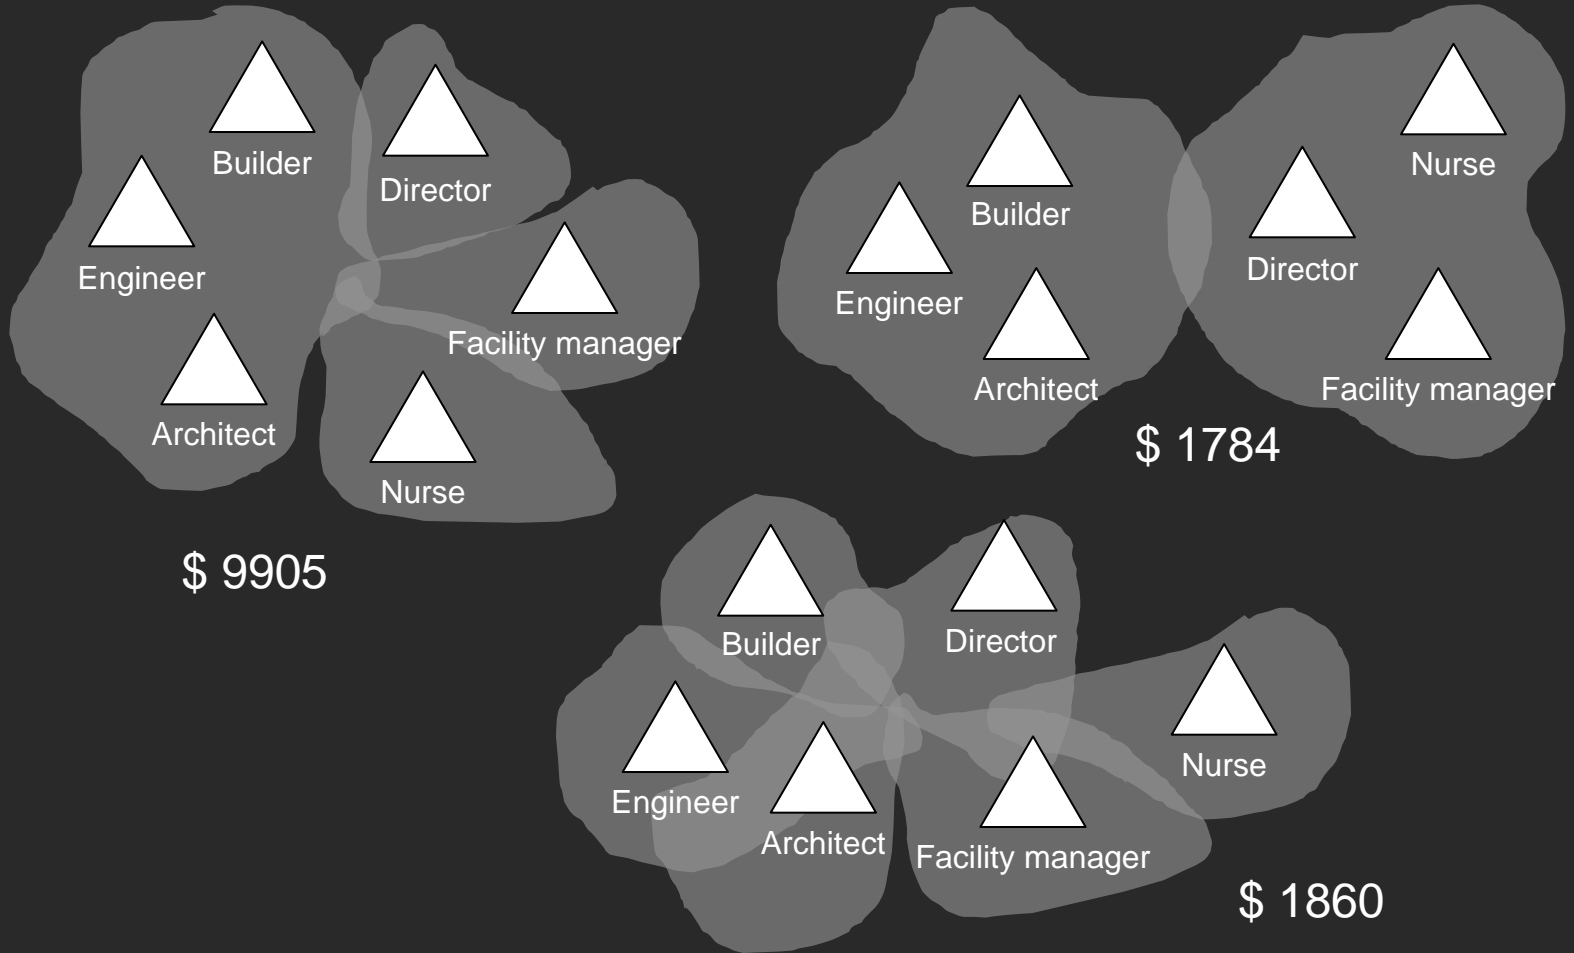 Builder
Director
Engineer
Facility manager
Architect
Nurse
$ 9905
Nurse
Builder
Director
Engineer
Architect
Facility manager
$ 1784
Builder
Director
Nurse
Engineer
Architect
Facility manager
$ 1860